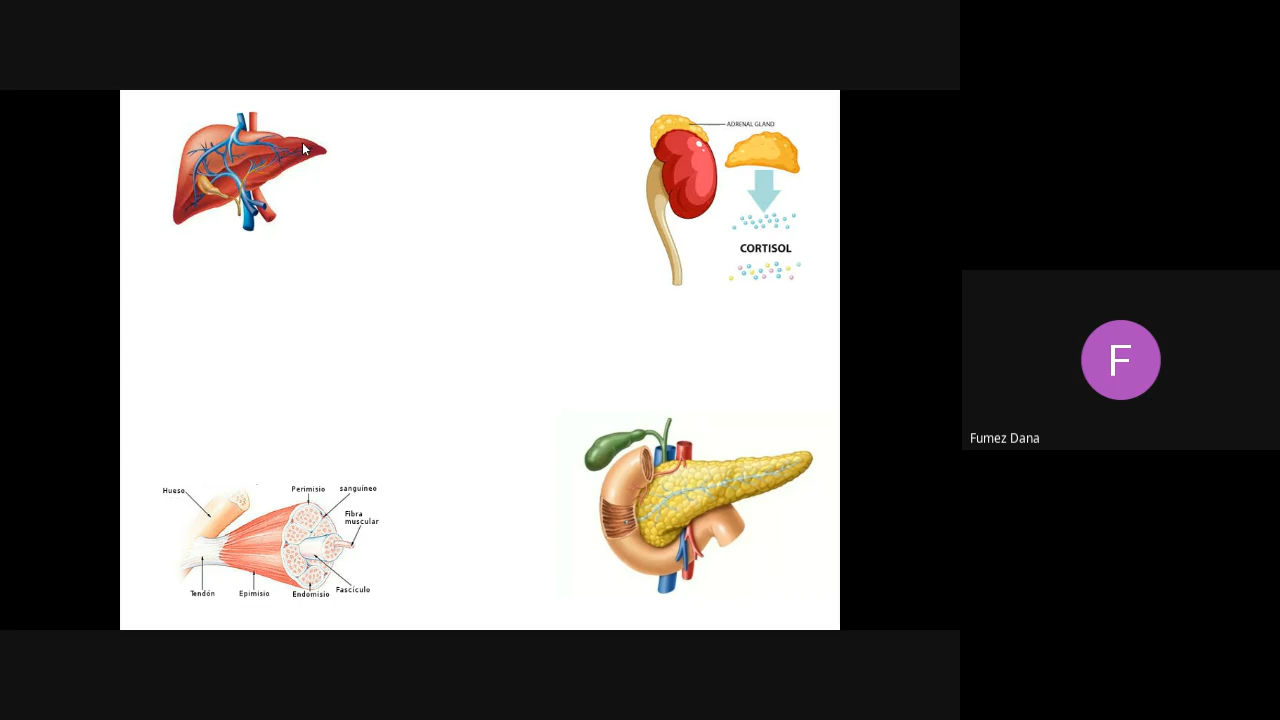 ADRENAL GLAND
CORTISOL
Hueso
Perimisio
sanguíneo
Fibra
muscular
Tendón
Epimisio
Endomisio
Fascículo
F
Fumez Dana